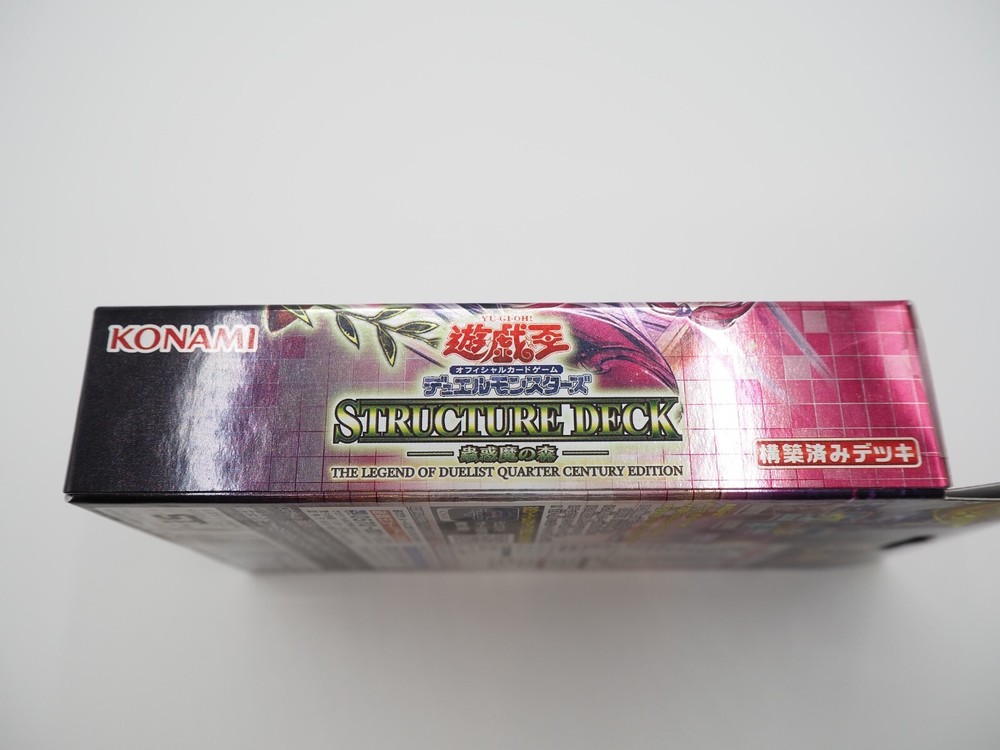 KONAMI
YU-GI-OH!
遊戯王
オフィシャルカードゲーム
デュエルモンスターズ
STRUCTURE DECK
蟲惑魔の森
THE LEGEND OF DUELIST QUARTER CENTURY EDITION
構築済みデッキ